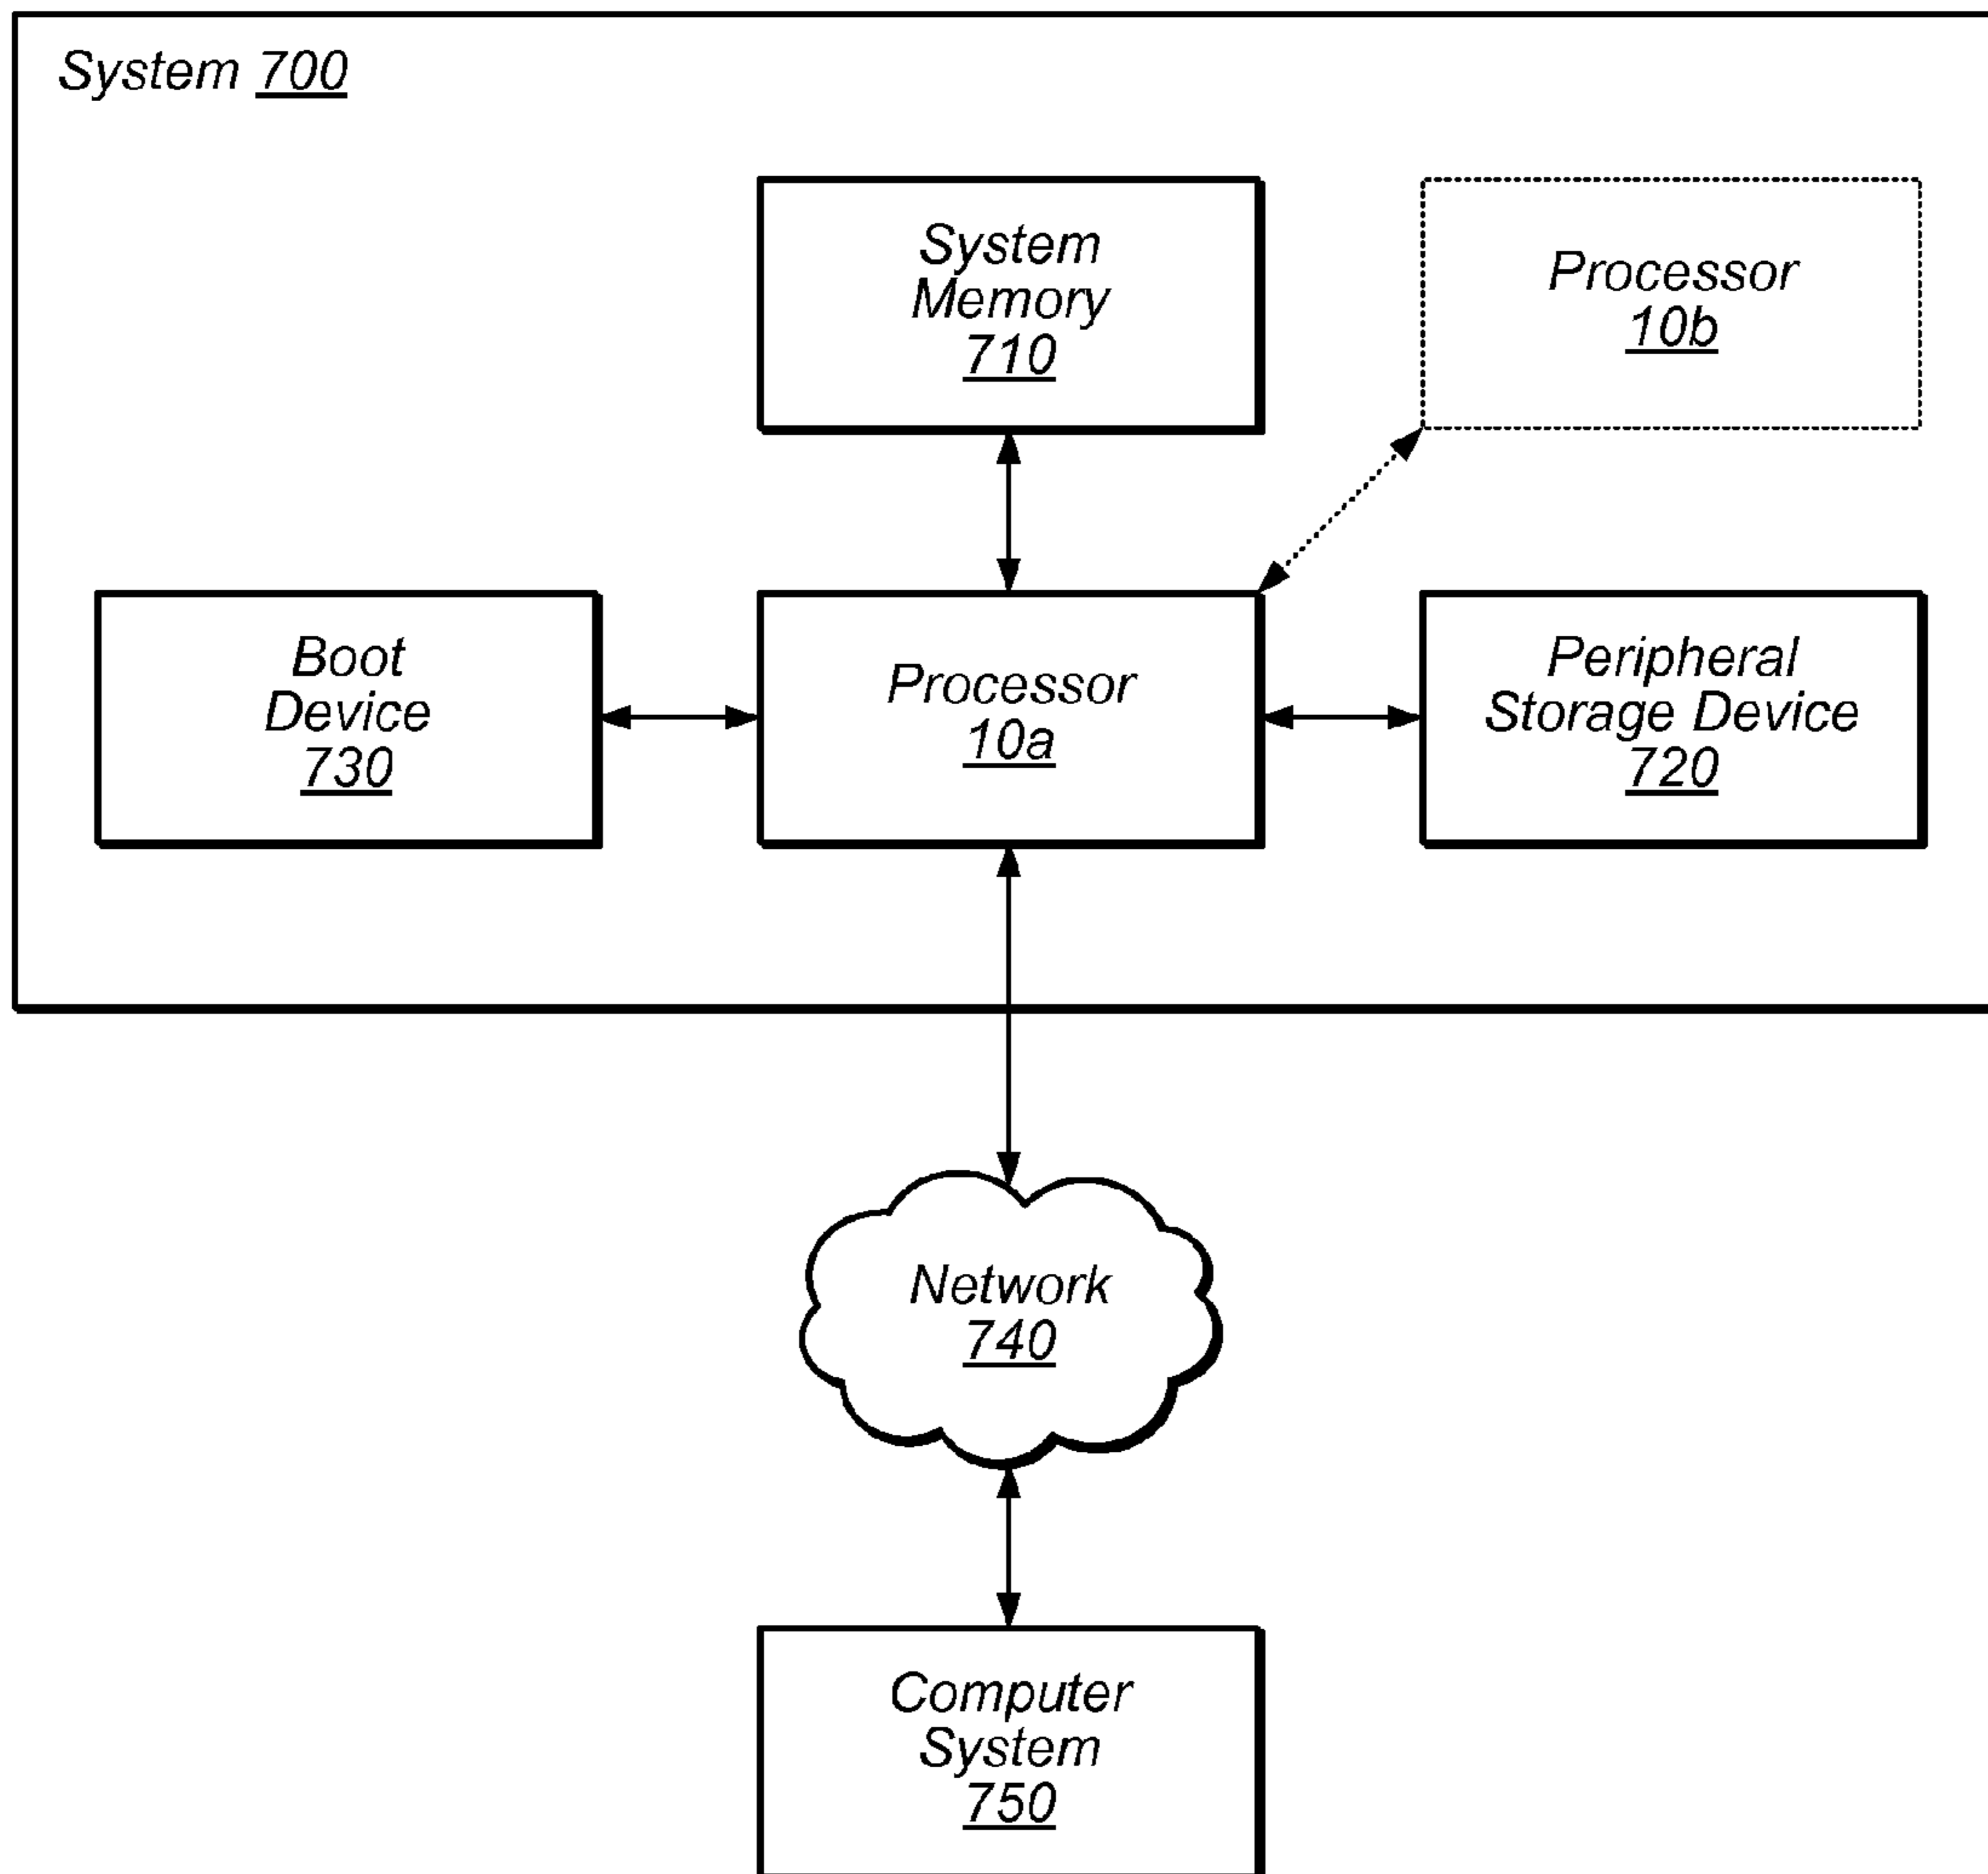 System 700
System
Memory
710
Processor
10b
Boot
Device
730
Processor
10a
Peripheral
Storage Device
720
Network
740
Computer
System
750